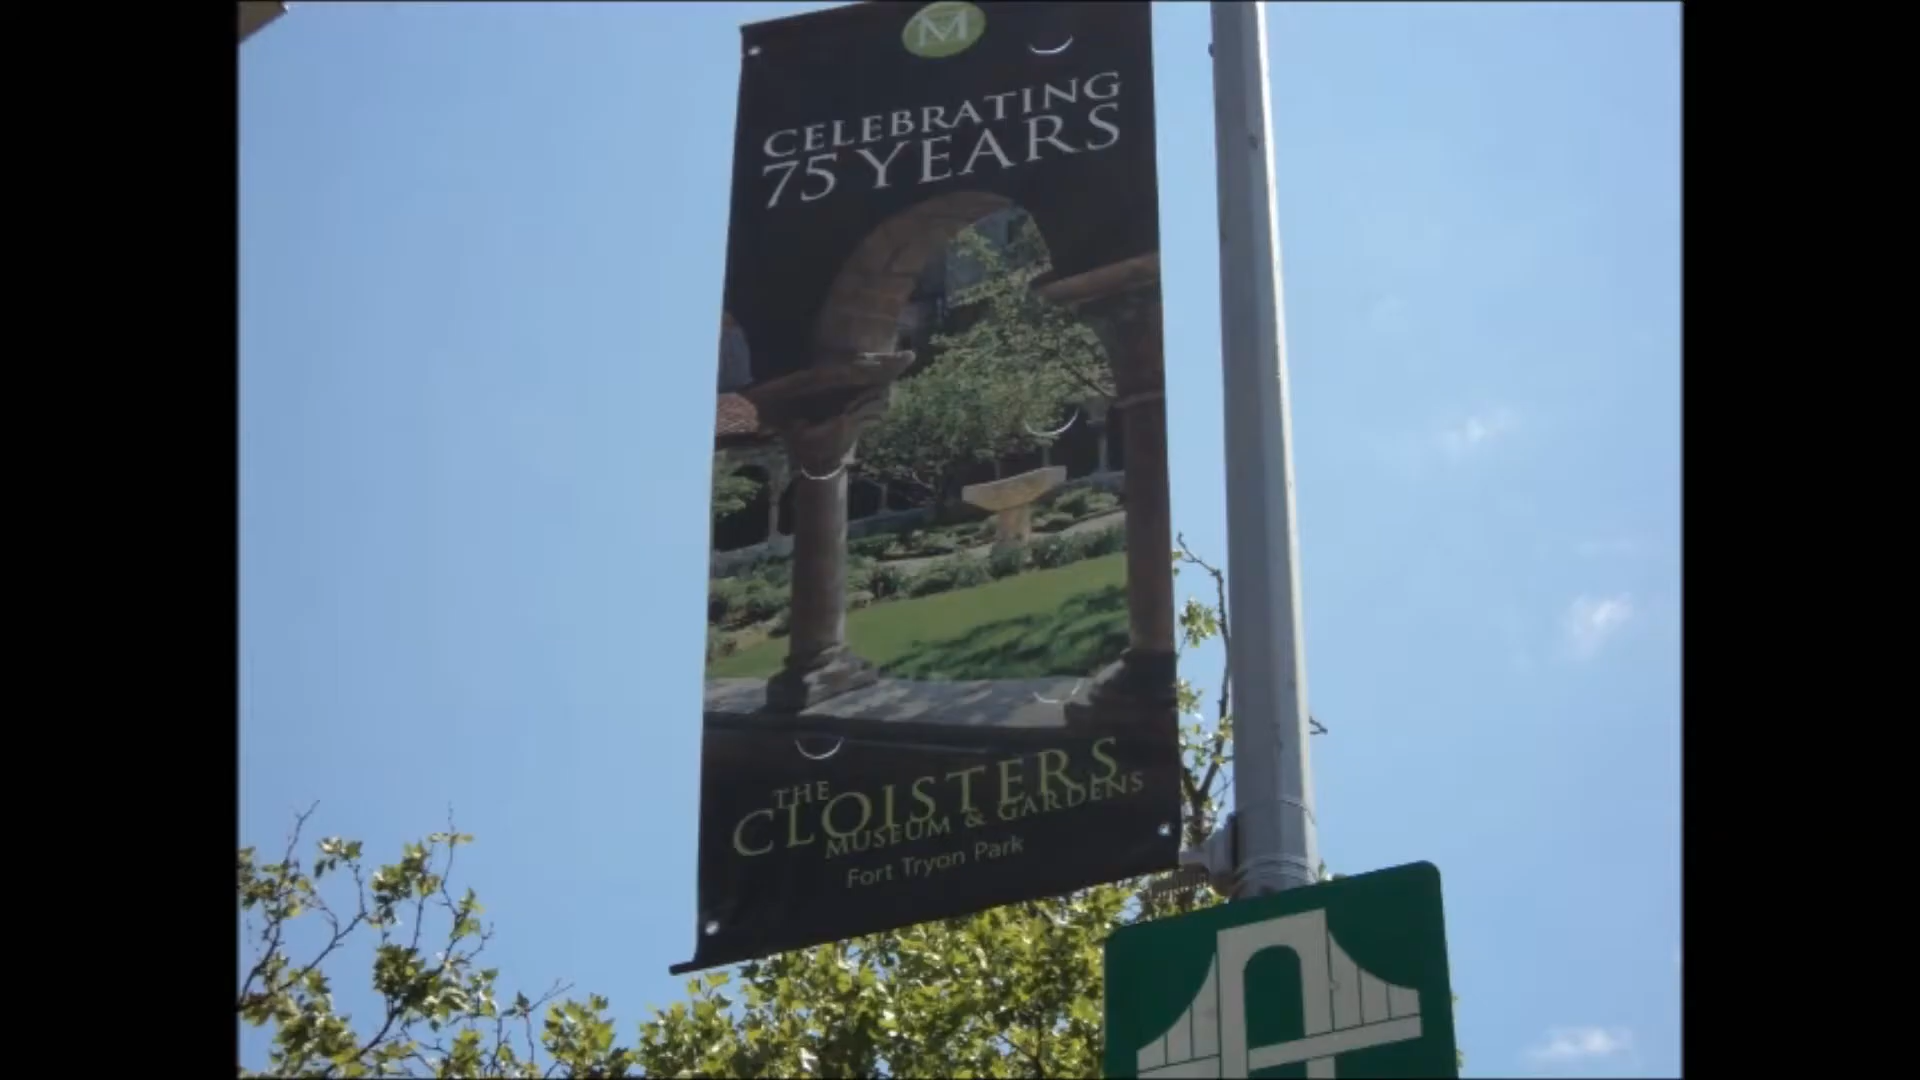 M
CELEBRATING
75 YEARS
THE
CLOISTERS
MUSEUM & GARDENS
Fort Tryon Park